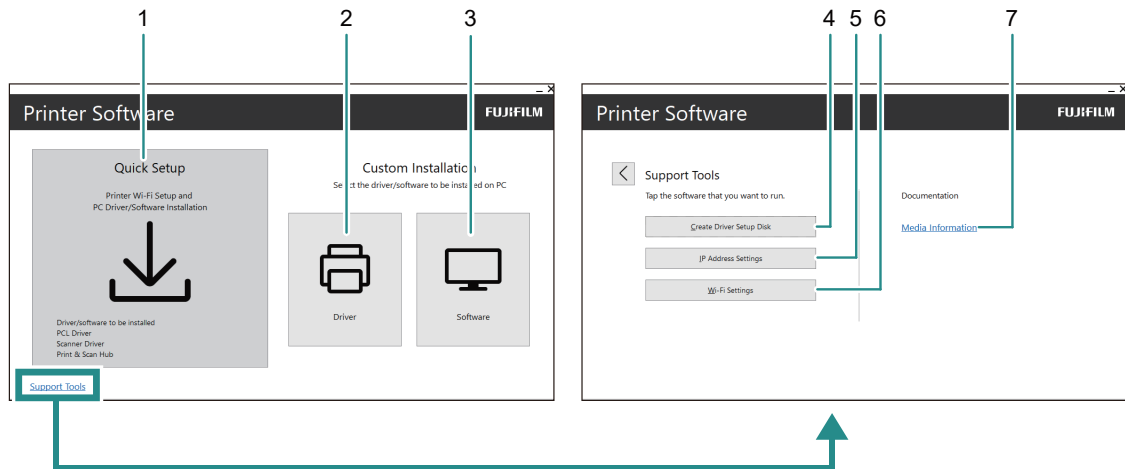 1
2
3
4
5
6
7
Printer Software
FUJIFILM
Quick Setup
Printer Wi-Fi Setup and
PC Driver/Software Installation
Driver/software to be installed
PCL Driver
Scanner Driver
Print & Scan Hub
Support Tools
Custom Installation
Select the driver/software to be installed on PC
Driver
Software
Printer Software
FUJIFILM
Support Tools
Tap the software that you want to run.
Create Driver Setup Disk
IP Address Settings
Wi-Fi Settings
Documentation
Media Information